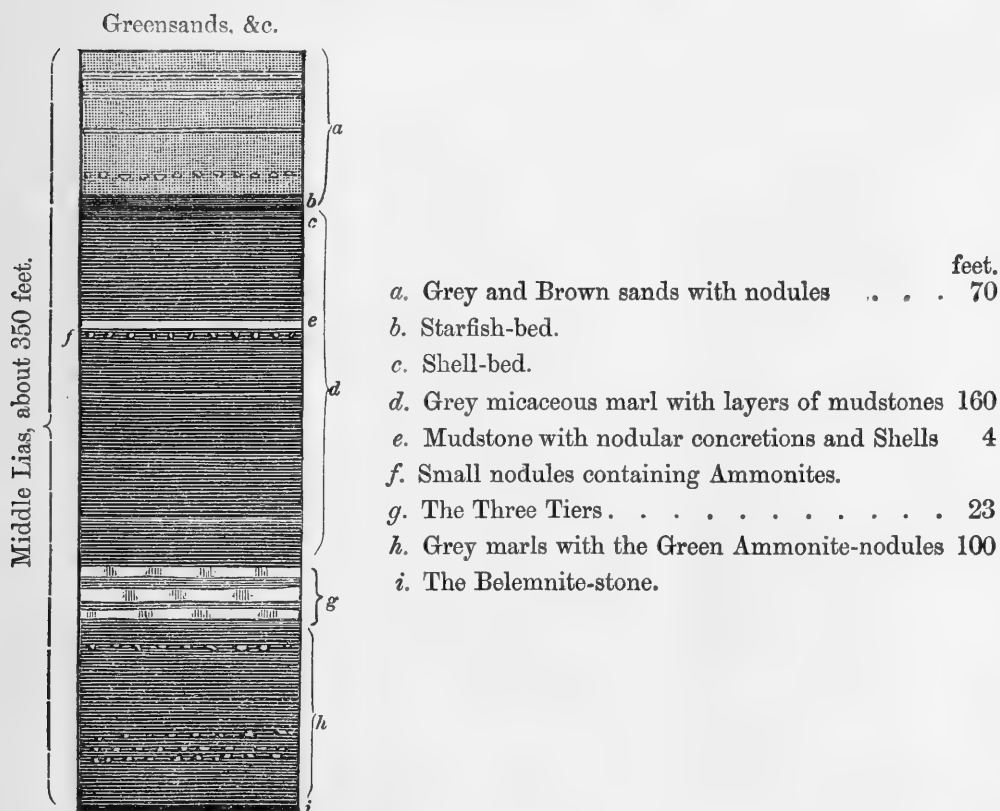 Greensands, &c.
Middle Lias, about 350 feet.
a
b
c
e
f
d
g
h
i
feet.
a. Grey and Brown sands with nodules . . . 70
b. Starfish-bed.
c. Shell-bed.
d. Grey micaceous marl with layers of mudstones 160
e. Mudstone with nodular concretions and Shells 4
f. Small nodules containing Ammonites.
g. The Three Tiers . . . . . . . . . . . 23
h. Grey marls with the Green Ammonite-nodules 100
i. The Belemnite-stone.